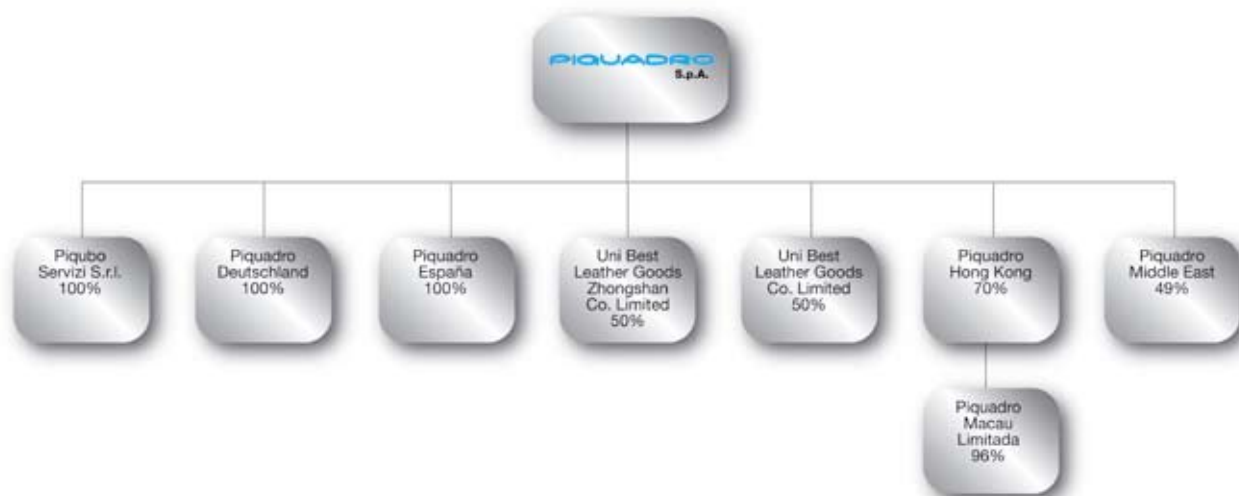 PIQUADRO
S.p.A.
Piqubo
Servizi S.r.l.
100%
Piquadro
Deutschland
100%
Piquadro
España
100%
Uni Best
Leather Goods
Zhongshan
Co. Limited
50%
Uni Best
Leather Goods
Co. Limited
50%
Piquadro
Hong Kong
70%
Piquadro
Middle East
49%
Piquadro
Macau
Limitada
96%